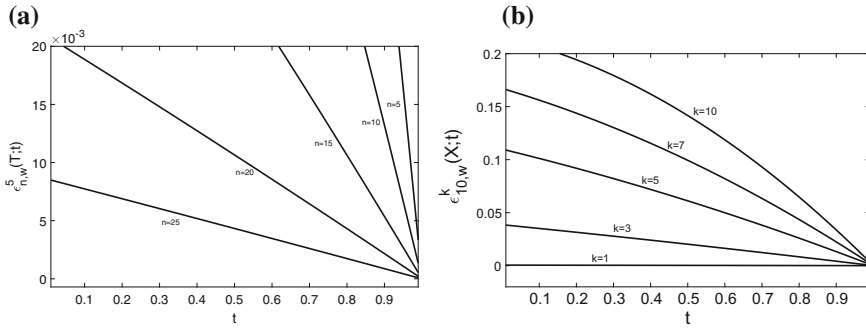 (a)
(b)
20 ×10⁻³
15
10
5
0
ϵ⁵ₙ,w(T;t)
n=5
n=10
n=15
n=20
n=25
0.1 0.2 0.3 0.4 0.5 0.6 0.7 0.8 0.9
t
0.2
0.15
0.1
0.05
0
ϵᵏ₁₀,w(X;t)
k=10
k=7
k=5
k=3
k=1
0.1 0.2 0.3 0.4 0.5 0.6 0.7 0.8 0.9
t